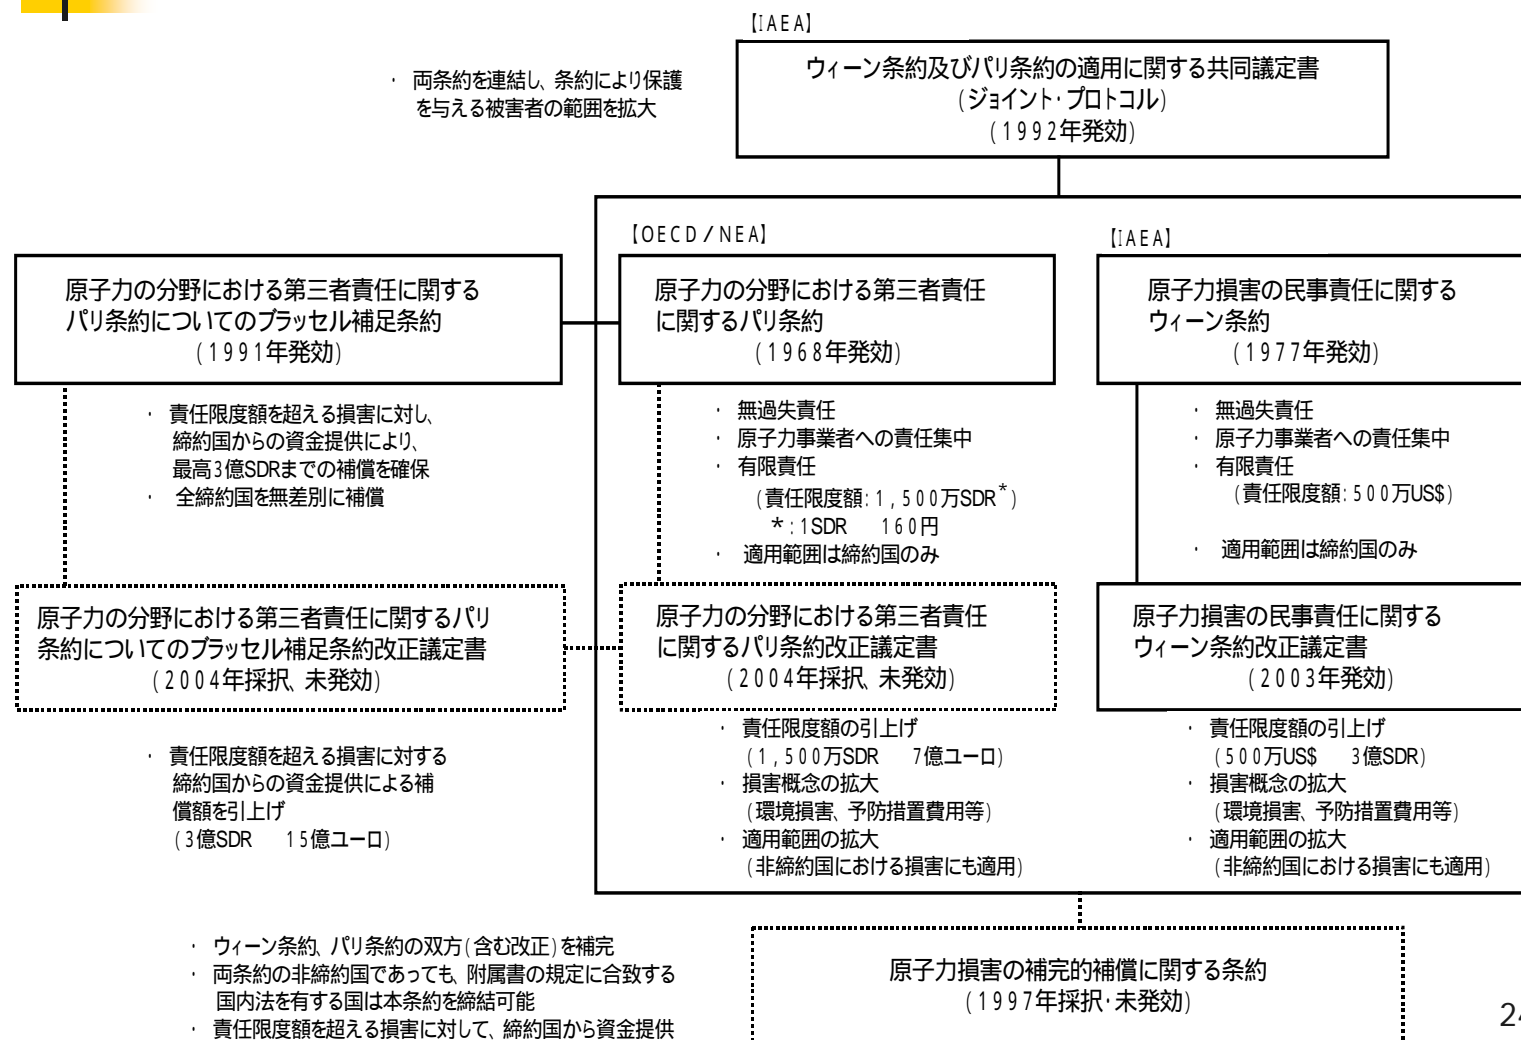 【IAEA】
ウィーン条約及びパリ条約の適用に関する共同議定書
(ジョイント・プロトコル)
(1992年発効)
・ 両条約を連結し、条約により保護
を与える被害者の範囲を拡大
【OECD/NEA】
【IAEA】
原子力の分野における第三者責任に関する
パリ条約についてのブラッセル補足条約
(1991年発効)
原子力の分野における第三者責任
に関するパリ条約
(1968年発効)
原子力損害の民事責任に関する
ウィーン条約
(1977年発効)
・ 責任限度額を超える損害に対し、
締約国からの資金提供により、
最高3億SDRまでの補償を確保
・ 全締約国を無差別に補償
・ 無過失責任
・ 原子力事業者への責任集中
・ 有限責任
(責任限度額:1,500万SDR*)
*:1SDR 160円
・ 適用範囲は締約国のみ
・ 無過失責任
・ 原子力事業者への責任集中
・ 有限責任
(責任限度額:500万US$)
・ 適用範囲は締約国のみ
原子力の分野における第三者責任に関するパリ
条約についてのブラッセル補足条約改正議定書
(2004年採択、未発効)
原子力の分野における第三者責任
に関するパリ条約改正議定書
(2004年採択、未発効)
原子力損害の民事責任に関する
ウィーン条約改正議定書
(2003年発効)
・ 責任限度額を超える損害に対する
締約国からの資金提供による補
償額を引上げ
(3億SDR 15億ユーロ)
・ 責任限度額の引上げ
(1,500万SDR 7億ユーロ)
・ 損害概念の拡大
(環境損害、予防措置費用等)
・ 適用範囲の拡大
(非締約国における損害にも適用)
・ 責任限度額の引上げ
(500万US$ 3億SDR)
・ 損害概念の拡大
(環境損害、予防措置費用等)
・ 適用範囲の拡大
(非締約国における損害にも適用)
・ ウィーン条約、パリ条約の双方(含む改正)を補完
・ 両条約の非締約国であっても、附属書の規定に合致する
国内法を有する国は本条約を締結可能
・ 責任限度額を超える損害に対して、締約国から資金提供
原子力損害の補完的補償に関する条約
(1997年採択・未発効)